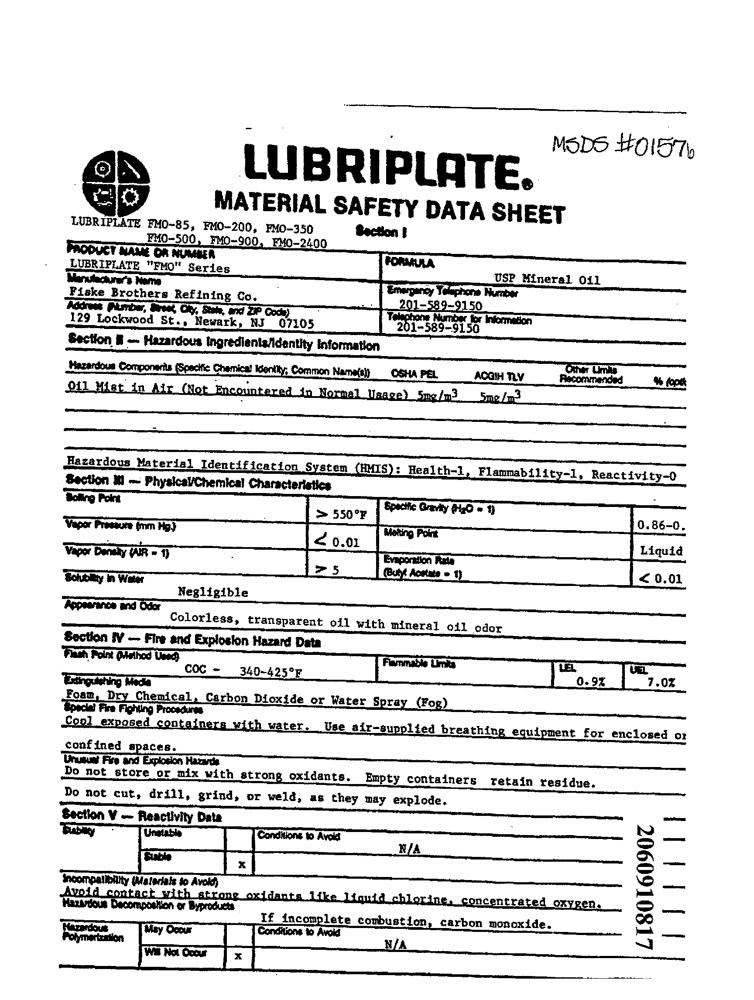 MSDS #01576
LUBRIPLATE®
MATERIAL SAFETY DATA SHEET
LUBRIPLATE FMO-85, FMO-200, FMO-350
FMO-500, FMO-900, FMO-2400
Section I
PRODUCT NAME OR NUMBER
LUBRIPLATE "FMO" Series
FORMULA
USP Mineral Oil
Manufacturer's Name
Fiske Brothers Refining Co.
Emergency Telephone Number
201-589-9150
Address (Number, Street, City, State, and ZIP Code)
129 Lockwood St., Newark, NJ 07105
Telephone Number for Information
201-589-9150
Section II — Hazardous Ingredients/Identity Information
Hazardous Components (Specific Chemical Identity; Common Name(s)) OSHA PEL ACGIH TLV Other Limits Recommended %
Oil Mist in Air (Not Encountered in Normal Usage) 5mg/m³ 5mg/m³
Hazardous Material Identification System (HMIS): Health-1, Flammability-1, Reactivity-0
Section III — Physical/Chemical Characteristics
Boiling Point
> 550°F
Specific Gravity (H₂O = 1)
0.86-0.
Vapor Pressure (mm Hg.)
< 0.01
Melting Point
Liquid
Vapor Density (AIR = 1)
> 5
Evaporation Rate
(Butyl Acetate = 1)
< 0.01
Solubility in Water
Negligible
Appearance and Odor
Colorless, transparent oil with mineral oil odor
Section IV — Fire and Explosion Hazard Data
Flash Point (Method Used)
COC - 340-425°F
Flammable Limits
LEL
0.9%
UEL
7.0%
Extinguishing Media
Foam, Dry Chemical, Carbon Dioxide or Water Spray (Fog)
Special Fire Fighting Procedures
Cool exposed containers with water. Use air-supplied breathing equipment for enclosed or
confined spaces.
Unusual Fire and Explosion Hazards
Do not store or mix with strong oxidants. Empty containers retain residue.
Do not cut, drill, grind, or weld, as they may explode.
Section V — Reactivity Data
Stability
Unstable
Conditions to Avoid
N/A
Stable
x
Incompatibility (Materials to Avoid)
Avoid contact with strong oxidants like liquid chlorine, concentrated oxygen.
Hazardous Decomposition or Byproducts
If incomplete combustion, carbon monoxide.
Hazardous Polymerization
May Occur
Conditions to Avoid
N/A
Will Not Occur
x
2060910817